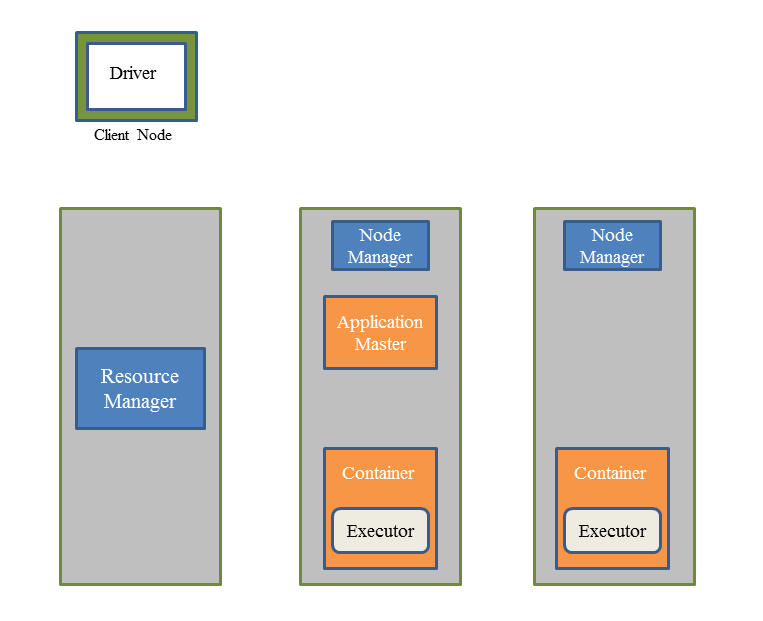 Driver
Client Node
Resource
Manager
Node
Manager
Application
Master
Container
Executor
Node
Manager
Container
Executor